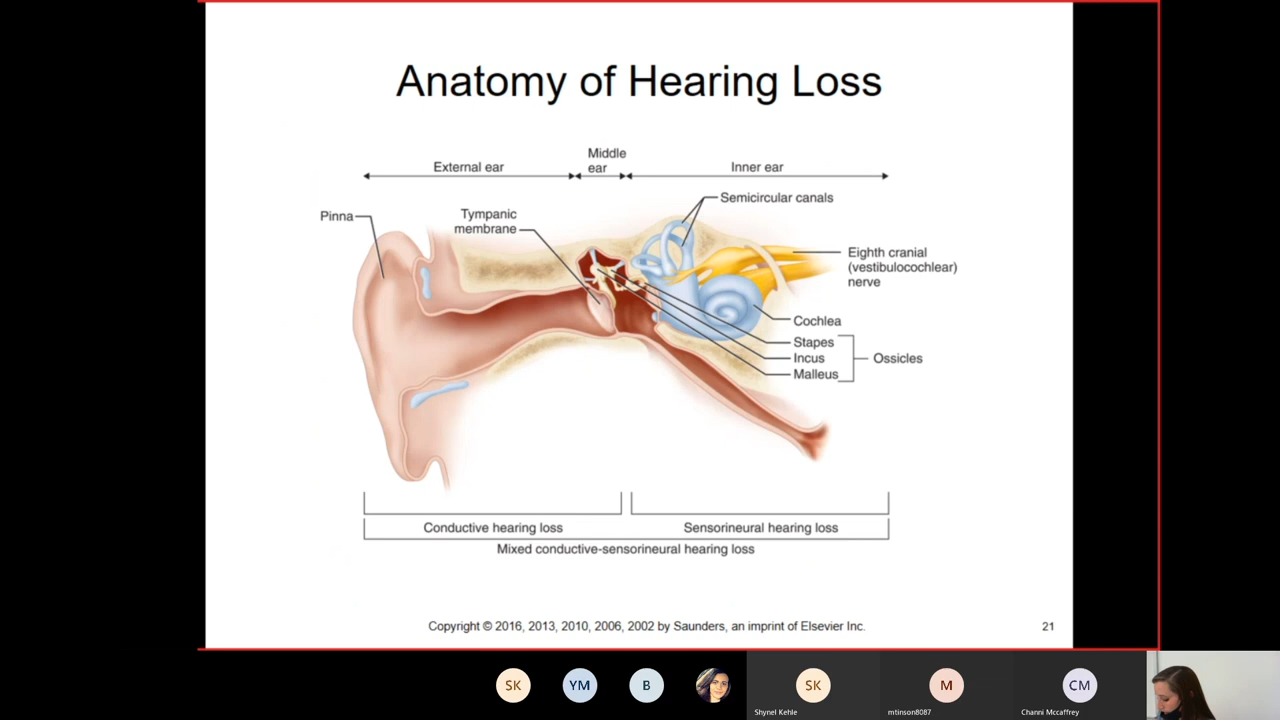 Anatomy of Hearing Loss
Middle
ear
External ear
Inner ear
Semicircular canals
Pinna
Tympanic
membrane
Eighth cranial
(vestibulocochlear)
nerve
Cochlea
Stapes
Incus
Ossicles
Malleus
Conductive hearing loss
Sensorineural hearing loss
Mixed conductive-sensorineural hearing loss
Copyright © 2016, 2013, 2010, 2006, 2002 by Saunders, an imprint of Elsevier Inc.
21
SK
YM
B
SK
M
CM
Shynel Kehle
mtinson8087
Channi Mccaffrey